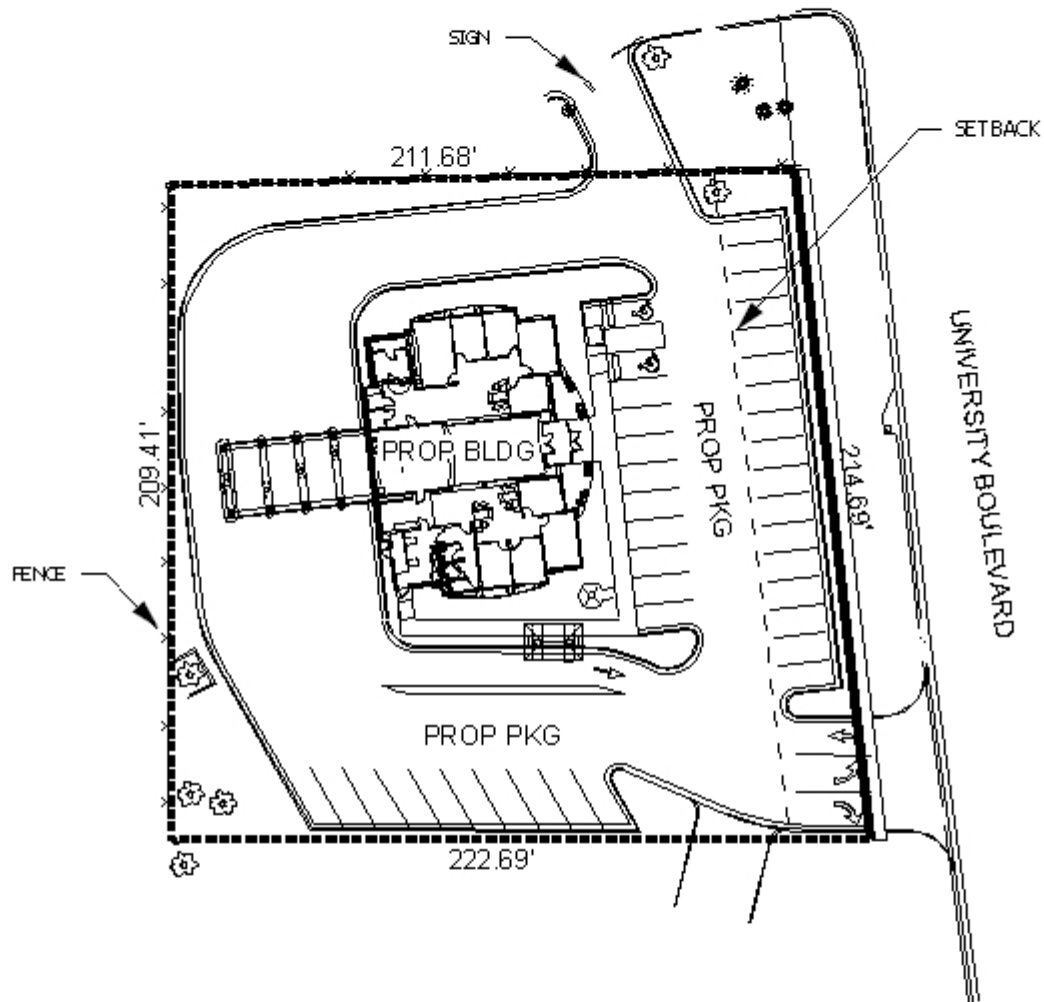 SIGN
SETBACK
211.68'
UNIVERSITY BOULEVARD
PROP PKG
PROP BLDG
209.41'
214.69'
FENCE
PROP PKG
222.69'